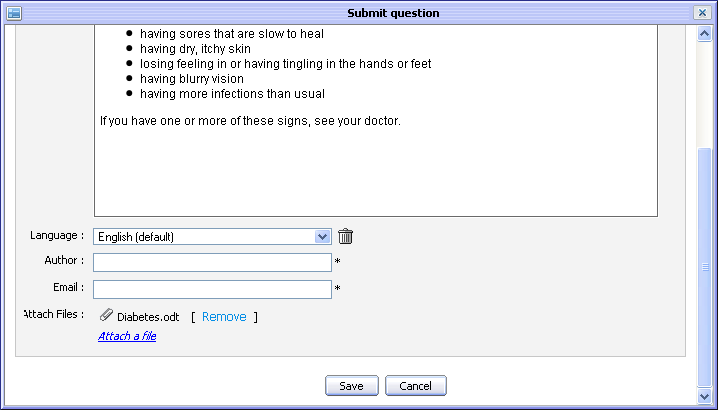 Submit question
having sores that are slow to heal
having dry, itchy skin
losing feeling in or having tingling in the hands or feet
having blurry vision
having more infections than usual
If you have one or more of these signs, see your doctor.
Language : English (default)
Author : *
Email : *
Attach Files : Diabetes.odt [ Remove ]
Attach a file
Save Cancel